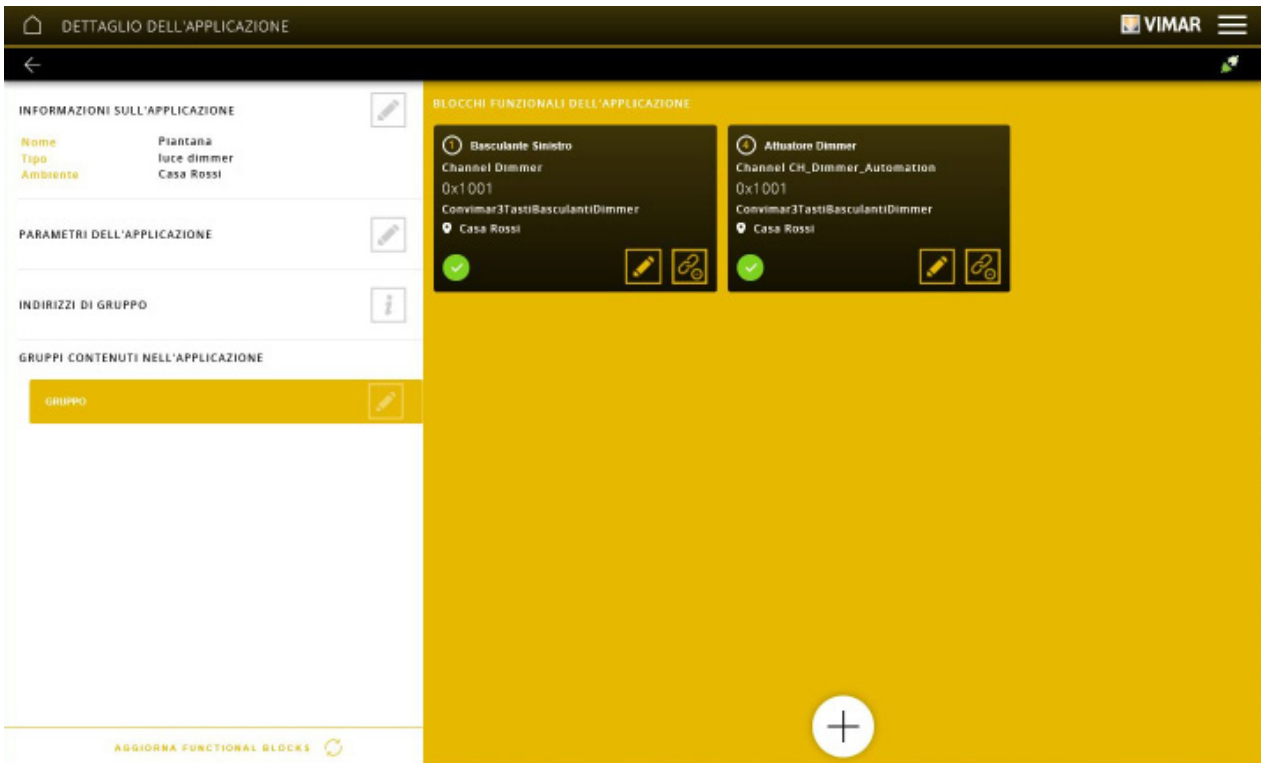 DETTAGLIO DELL'APPLICAZIONE
VIMAR
INFORMAZIONI SULL'APPLICAZIONE
Nome Piantana
Tipo luce dimmer
Ambiente Casa Rossi
PARAMETRI DELL'APPLICAZIONE
INDIRIZZI DI GRUPPO
i
GRUPPI CONTENUTI NELL'APPLICAZIONE
GRUPPO
AGGIORNA FUNCTIONAL BLOCKS
BLOCCHI FUNZIONALI DELL'APPLICAZIONE
1 Basculante Sinistro
Channel Dimmer
0x1001
Convimar3TastiBasculantiDimmer
Casa Rossi
4 Attuatore Dimmer
Channel CH_Dimmer_Automation
0x1001
Convimar3TastiBasculantiDimmer
Casa Rossi